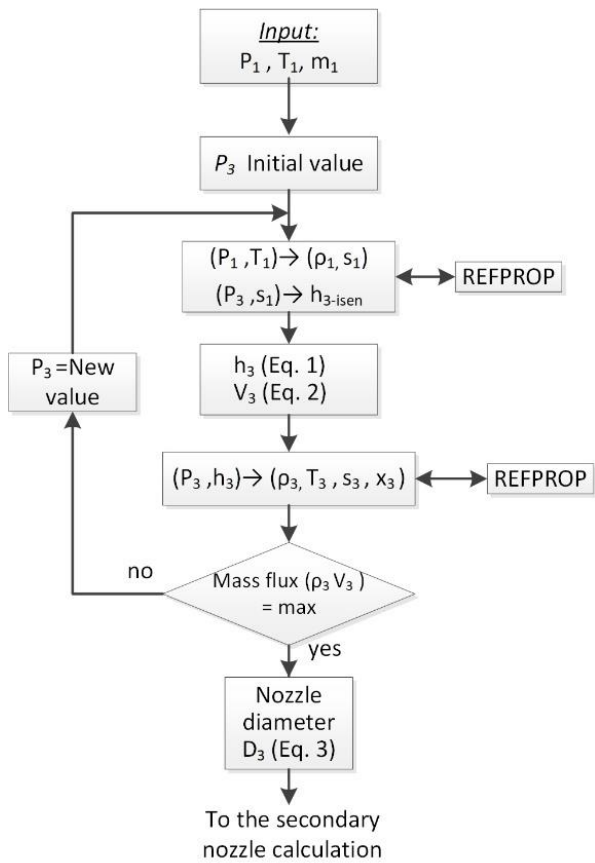 Input:
P₁ , T₁, m₁
P₃ Initial value
(P₁ ,T₁)→ (ρ₁, s₁)
(P₃ ,s₁)→ h₃₋ᵢₛₑₙ
REFPROP
P₃ =New
value
h₃ (Eq. 1)
V₃ (Eq. 2)
(P₃ ,h₃)→ (ρ₃, T₃ , s₃ , x₃ )
REFPROP
no
Mass flux (ρ₃ V₃ )
= max
yes
Nozzle
diameter
D₃ (Eq. 3)
To the secondary
nozzle calculation